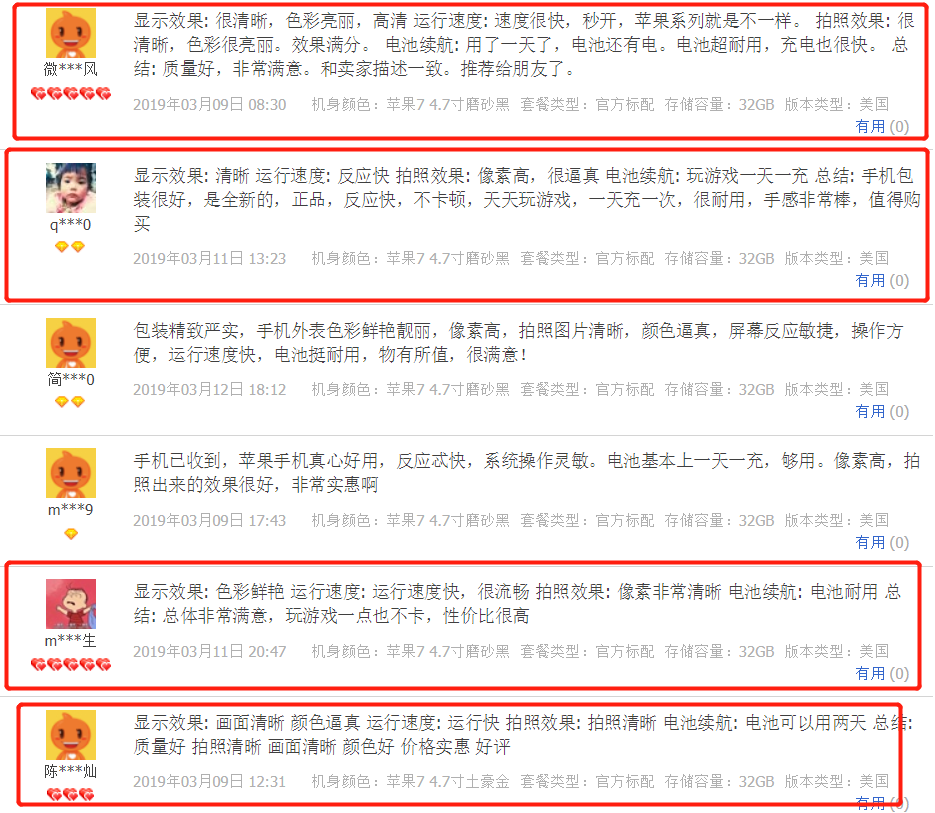 显示效果: 很清晰，色彩亮丽，高清 运行速度: 速度很快，秒开，苹果系列就是不一样。 拍照效果: 很
清晰，色彩很亮丽。效果满分。 电池续航: 用了一天了，电池还有电。电池超耐用，充电也很快。 总
结: 质量好，非常满意。和卖家描述一致。推荐给朋友了。
微***风
2019年03月09日 08:30 机身颜色：苹果7 4.7寸磨砂黑 套餐类型：官方标配 存储容量：32GB 版本类型：美国
有用 (0)
显示效果: 清晰 运行速度: 反应快 拍照效果: 像素高，很逼真 电池续航: 玩游戏一天一充 总结: 手机包
装很好，是全新的，正品，反应快，不卡顿，天天玩游戏，一天充一次，很耐用，手感非常棒，值得购
买
q***0
2019年03月11日 13:23 机身颜色：苹果7 4.7寸磨砂黑 套餐类型：官方标配 存储容量：32GB 版本类型：美国
有用 (0)
包装精致严实，手机外表色彩鲜艳靓丽，像素高，拍照图片清晰，颜色逼真，屏幕反应敏捷，操作方
便，运行速度快，电池挺耐用，物有所值，很满意！
简***0
2019年03月12日 18:12 机身颜色：苹果7 4.7寸磨砂黑 套餐类型：官方标配 存储容量：32GB 版本类型：美国
有用 (0)
手机已收到，苹果手机真心好用，反应忒快，系统操作灵敏。电池基本上一天一充，够用。像素高，拍
照出来的效果很好，非常实惠啊
m***9
2019年03月09日 17:43 机身颜色：苹果7 4.7寸磨砂黑 套餐类型：官方标配 存储容量：32GB 版本类型：美国
有用 (0)
显示效果: 色彩鲜艳 运行速度: 运行速度快，很流畅 拍照效果: 像素非常清晰 电池续航: 电池耐用 总
结: 总体非常满意，玩游戏一点也不卡，性价比很高
m***生
2019年03月11日 20:47 机身颜色：苹果7 4.7寸磨砂黑 套餐类型：官方标配 存储容量：32GB 版本类型：美国
有用 (0)
显示效果: 画面清晰 颜色逼真 运行速度: 运行快 拍照效果: 拍照清晰 电池续航: 电池可以用两天 总结:
质量好 拍照清晰 画面清晰 颜色好 价格实惠 好评
陈***灿
2019年03月09日 12:31 机身颜色：苹果7 4.7寸土豪金 套餐类型：官方标配 存储容量：32GB 版本类型：美国
有用 (0)